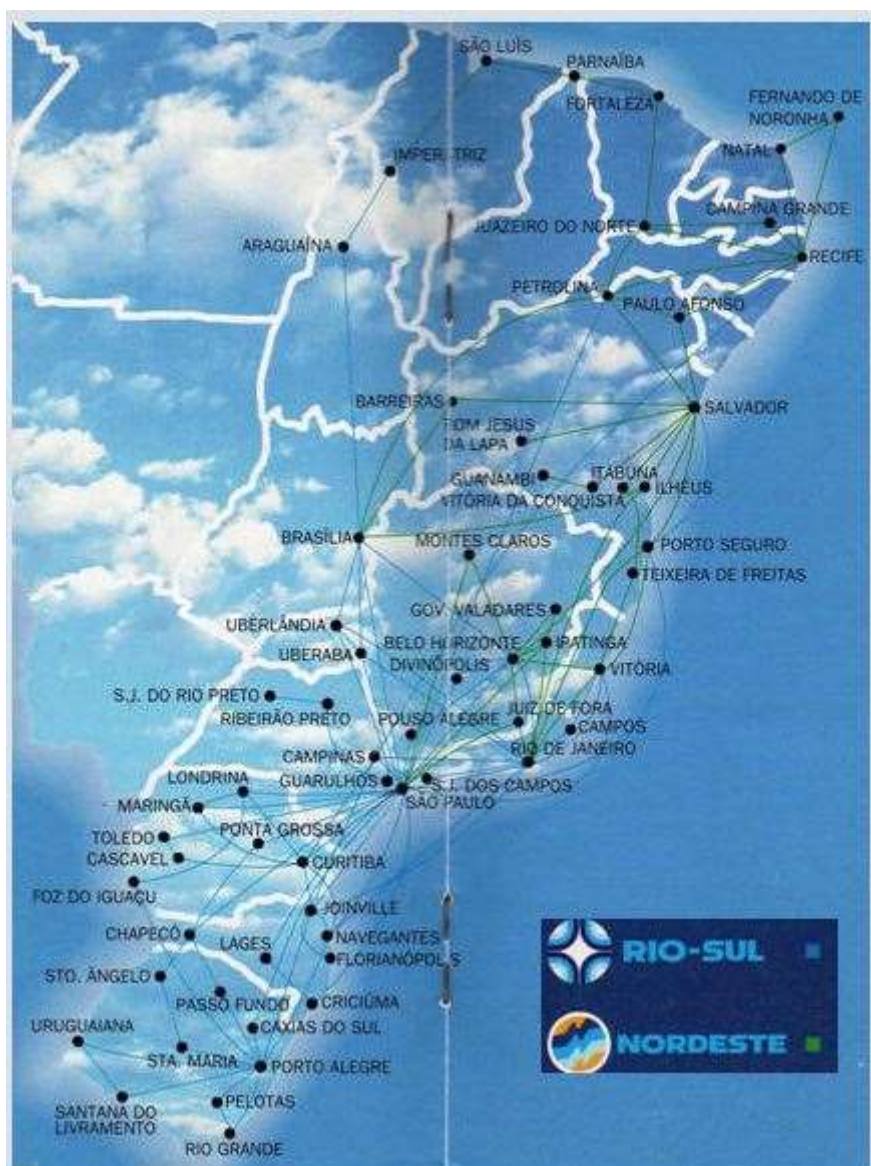 SÃO LUÍS
PARNAÍBA
FORTALEZA
FERNANDO DE
NORONHA
NATAL
IMPERATRIZ
CAMPINA GRANDE
JUAZEIRO DO NORTE
ARAGUAÍNA
RECIFE
PETROLINA
PAULO AFONSO
BARREIRAS
SALVADOR
BOM JESUS
DA LAPA
GUANAMBI
ITABUNA
ILHÉUS
VITÓRIA DA CONQUISTA
BRASÍLIA
MONTES CLAROS
PORTO SEGURO
TEIXEIRA DE FREITAS
GOV. VALADARES
UBERLÂNDIA
BELO HORIZONTE
IPATINGA
UBERABA
DIVINÓPOLIS
VITÓRIA
S.J. DO RIO PRETO
RIBEIRÃO PRETO
POUSO ALEGRE
JUIZ DE FORA
CAMPOS
RIO DE JANEIRO
CAMPINAS
LONDRINA
GUARULHOS
S.J. DOS CAMPOS
SÃO PAULO
MARINGÁ
TOLEDO
PONTA GROSSA
CASCAVEL
CURITIBA
FOZ DO IGUAÇU
JOINVILLE
CHAPECÓ
LAGES
NAVEGANTES
FLORIANÓPOLIS
STO. ÂNGELO
PASSO FUNDO
CRICIÚMA
URUGUAIANA
CAXIAS DO SUL
STA. MARIA
PORTO ALEGRE
SANTANA DO
LIVRAMENTO
PELOTAS
RIO GRANDE
RIO-SUL
NORDESTE